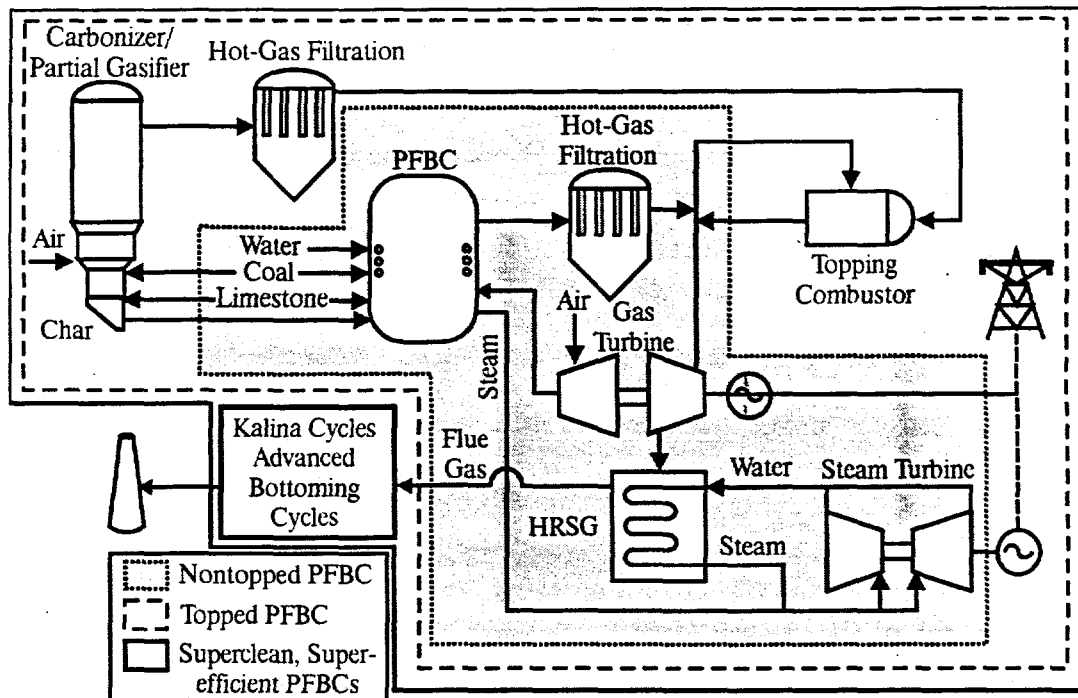 Carbonizer/
Partial Gasifier
Hot-Gas Filtration
Hot-Gas
Filtration
PFBC
Air
Water
Coal
Limestone
Char
Topping
Combustor
Air
Gas
Turbine
Steam
Kalina Cycles
Advanced
Bottoming
Cycles
Flue
Gas
Water
Steam Turbine
HRSG
Steam
Nontopped PFBC
Topped PFBC
Superclean, Super-
efficient PFBCs